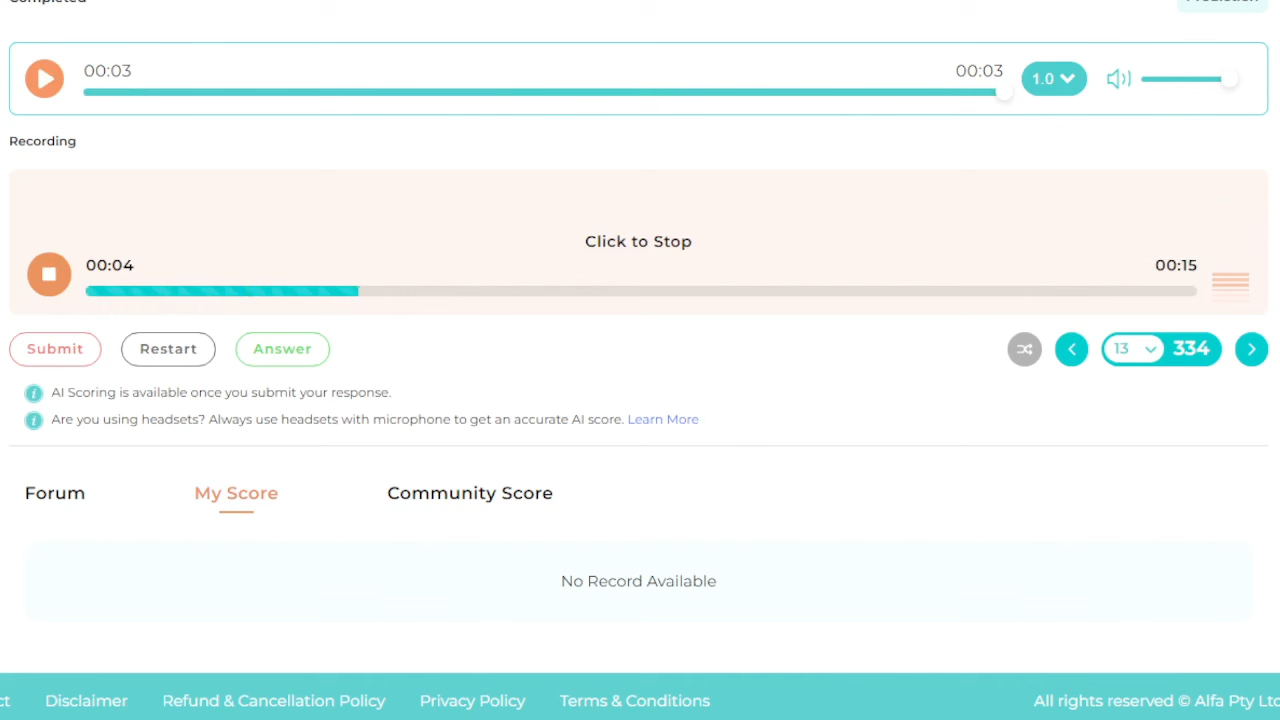 Completed
Prediction
00:03
00:03
1.0
Recording
Click to Stop
00:04
00:15
Submit
Restart
Answer
13
334
AI Scoring is available once you submit your response.
Are you using headsets? Always use headsets with microphone to get an accurate AI score. Learn More
Forum
My Score
Community Score
No Record Available
Disclaimer
Refund & Cancellation Policy
Privacy Policy
Terms & Conditions
All rights reserved © Alfa Pty Ltd